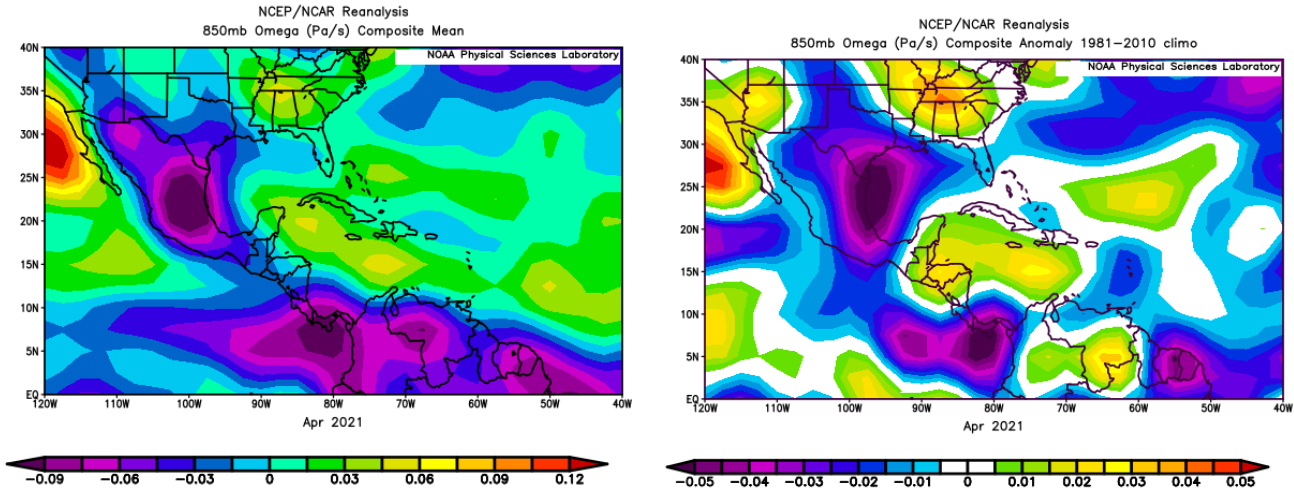 NCEP/NCAR Reanalysis
850mb Omega (Pa/s) Composite Mean
NOAA Physical Sciences Laboratory
40N
35N
30N
25N
20N
15N
10N
5N
EQ
120W 110W 100W 90W 80W 70W 60W 50W 40W
Apr 2021
−0.09 −0.06 −0.03 0 0.03 0.06 0.09 0.12
NCEP/NCAR Reanalysis
850mb Omega (Pa/s) Composite Anomaly 1981−2010 climo
NOAA Physical Sciences Laboratory
40N
35N
30N
25N
20N
15N
10N
5N
EQ
120W 110W 100W 90W 80W 70W 60W 50W 40W
Apr 2021
−0.05 −0.04 −0.03 −0.02 −0.01 0 0.01 0.02 0.03 0.04 0.05